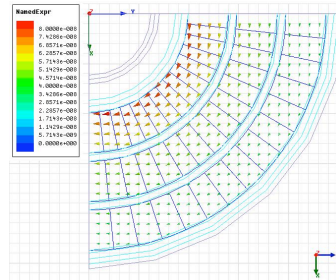 NamedExpr
8.0000e+008
7.4286e+008
6.8571e+008
6.2857e+008
5.7143e+008
5.1429e+008
4.5714e+008
4.0000e+008
3.4286e+008
2.8571e+008
2.2857e+008
1.7143e+008
1.1429e+008
5.7143e+007
0.0000e+000
Z
Y
X
Z
X